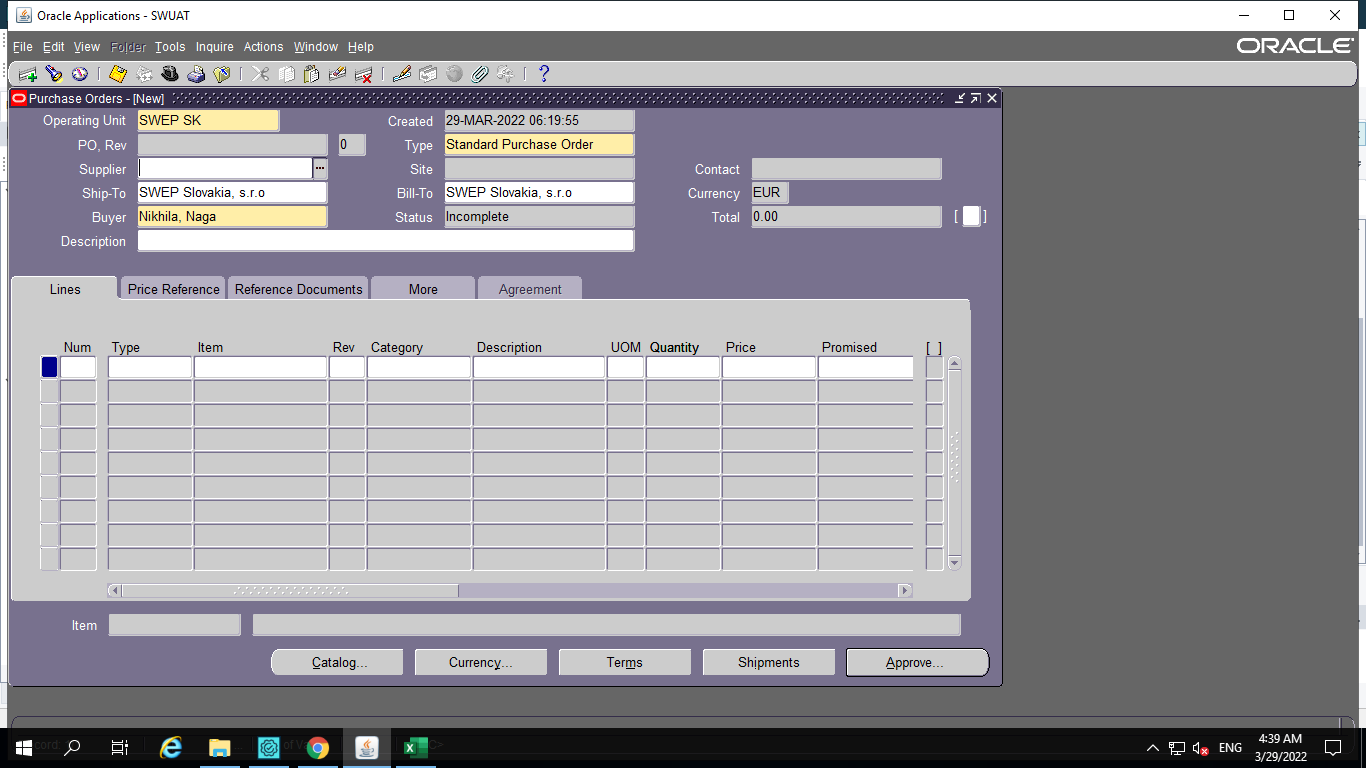 Oracle Applications - SWUAT
File Edit View Folder Tools Inquire Actions Window Help
ORACLE
Purchase Orders - [New]
Operating Unit SWEP SK Created 29-MAR-2022 06:19:55
PO, Rev 0 Type Standard Purchase Order
Supplier ... Site Contact
Ship-To SWEP Slovakia, s.r.o Bill-To SWEP Slovakia, s.r.o Currency EUR
Buyer Nikhila, Naga Status Incomplete Total 0.00 [ ]
Description
Lines Price Reference Reference Documents More Agreement
Num Type Item Rev Category Description UOM Quantity Price Promised [ ]
Item
Catalog... Currency... Terms Shipments Approve...
ENG
4:39 AM
3/29/2022